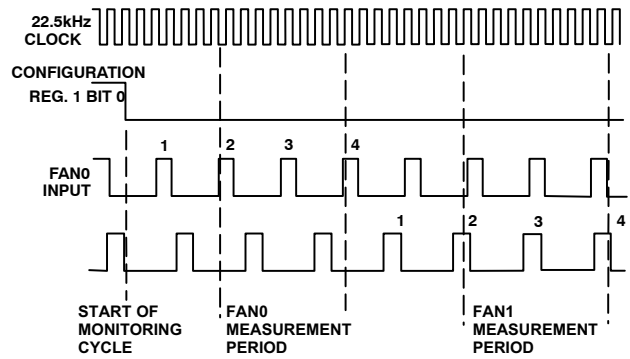 22.5kHz
CLOCK
CONFIGURATION
REG. 1 BIT 0
1 2 3 4
FAN0
INPUT
1 2 3 4
START OF
MONITORING
CYCLE
FAN0
MEASUREMENT
PERIOD
FAN1
MEASUREMENT
PERIOD